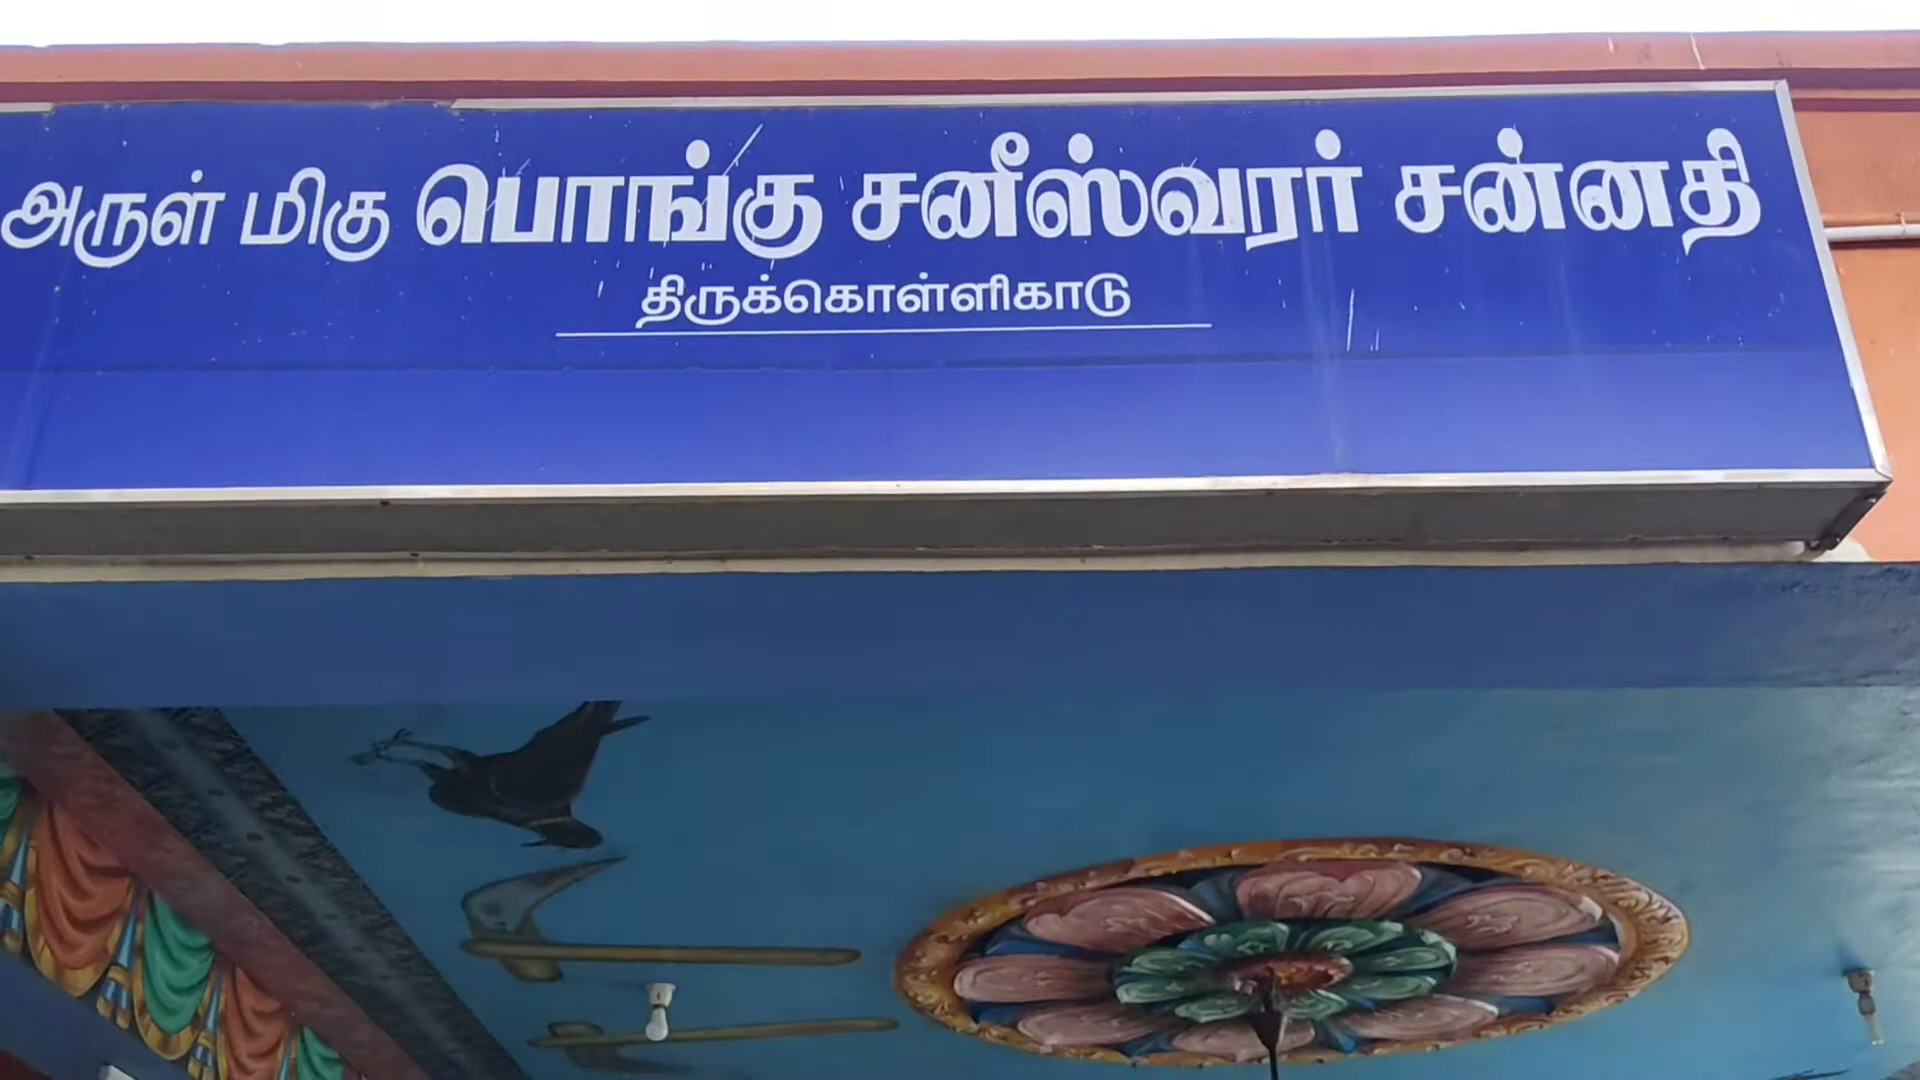 அருள் மிகு பொங்கு சனீஸ்வரர் சன்னதி
திருக்கொள்ளிகாடு